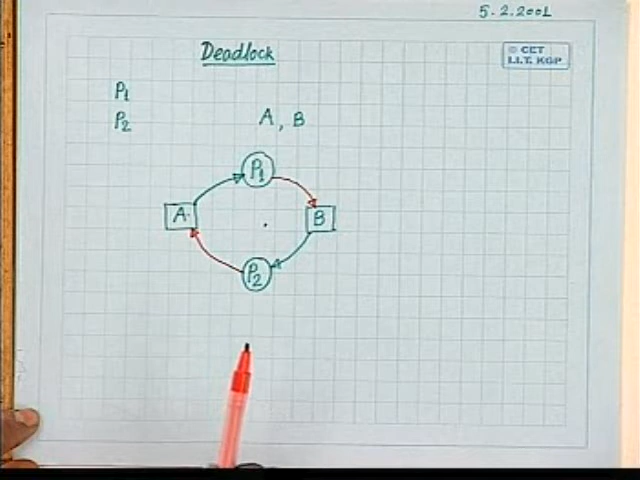 5.2.2001
Deadlock
© CET
I.I.T. KGP
P1
P2
A, B
P1
A
B
P2